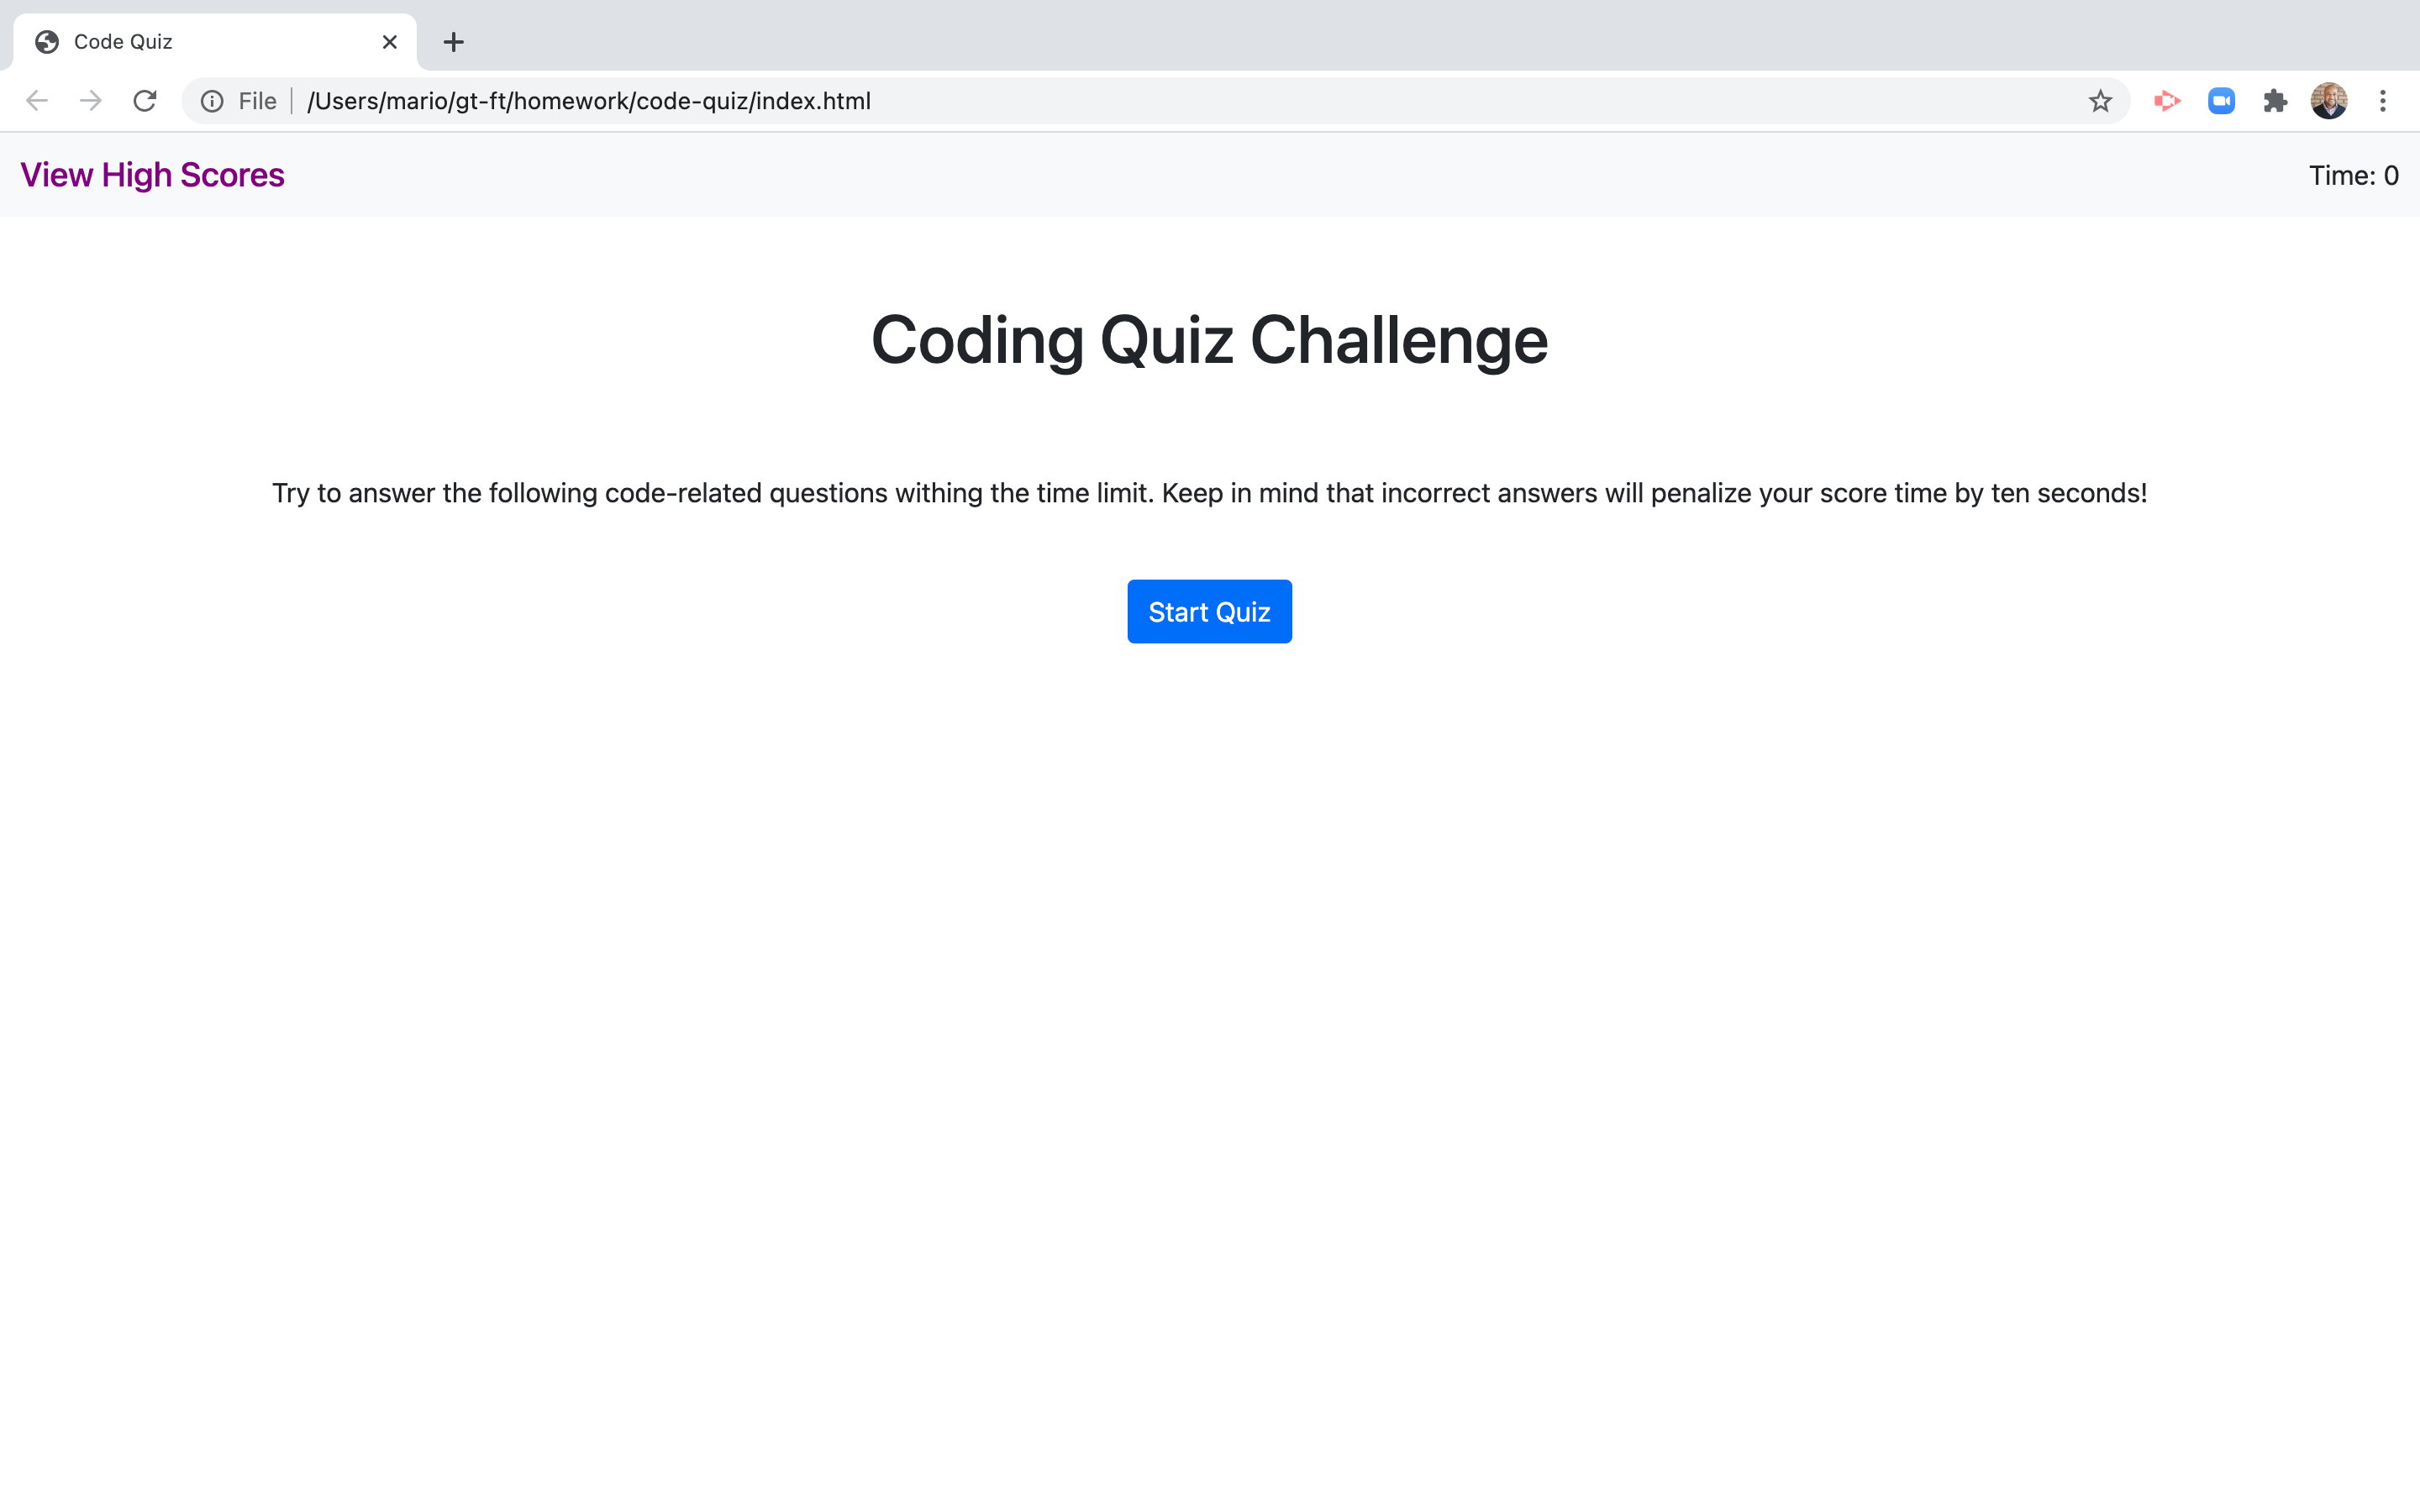 Code Quiz
File /Users/mario/gt-ft/homework/code-quiz/index.html
View High Scores
Time: 0
Coding Quiz Challenge
Try to answer the following code-related questions withing the time limit. Keep in mind that incorrect answers will penalize your score time by ten seconds!
Start Quiz